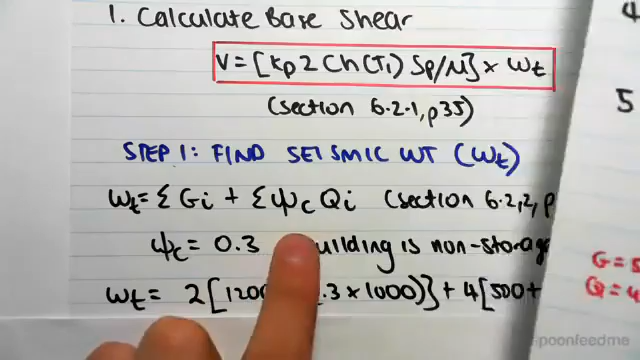 1. Calculate Base Shear
V = [kp Z Ch(T1) Sp/μ] × Wt
(section 6.2.1, p35)
STEP 1: FIND SEISMIC WT (Wt)
Wt = Σ Gi + Σ ψc Qi (section 6.2.2, p
ψc = 0.3 building is non-storage
Wt = 2[1200 .3 × 1000)] + 4[500 +
4
5
G = 5
Q = 4
spoonfeedme